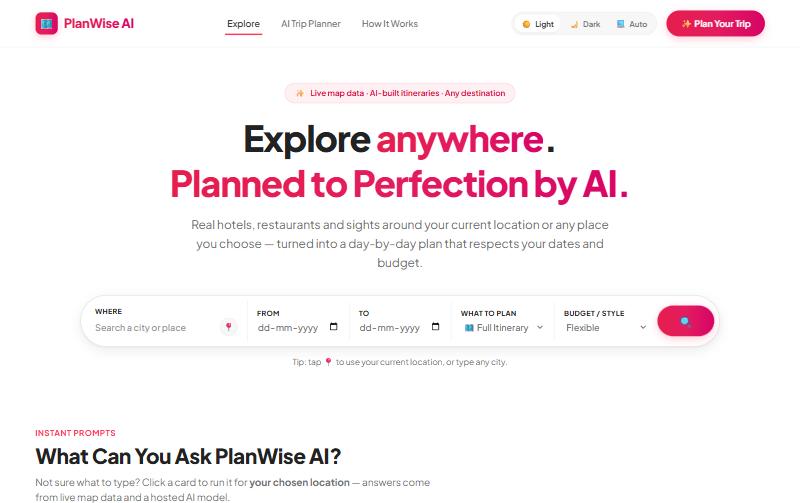 PlanWise AI
Explore
AI Trip Planner
How It Works
Light
Dark
Auto
✨ Plan Your Trip
✨ Live map data · AI-built itineraries · Any destination
Explore anywhere.
Planned to Perfection by AI.
Real hotels, restaurants and sights around your current location or any place
you choose — turned into a day-by-day plan that respects your dates and
budget.
WHERE
Search a city or place
FROM
dd-mm-yyyy
TO
dd-mm-yyyy
WHAT TO PLAN
Full Itinerary
BUDGET / STYLE
Flexible
Tip: tap 📍 to use your current location, or type any city.
INSTANT PROMPTS
What Can You Ask PlanWise AI?
Not sure what to type? Click a card to run it for your chosen location — answers come
from live map data and a hosted AI model.